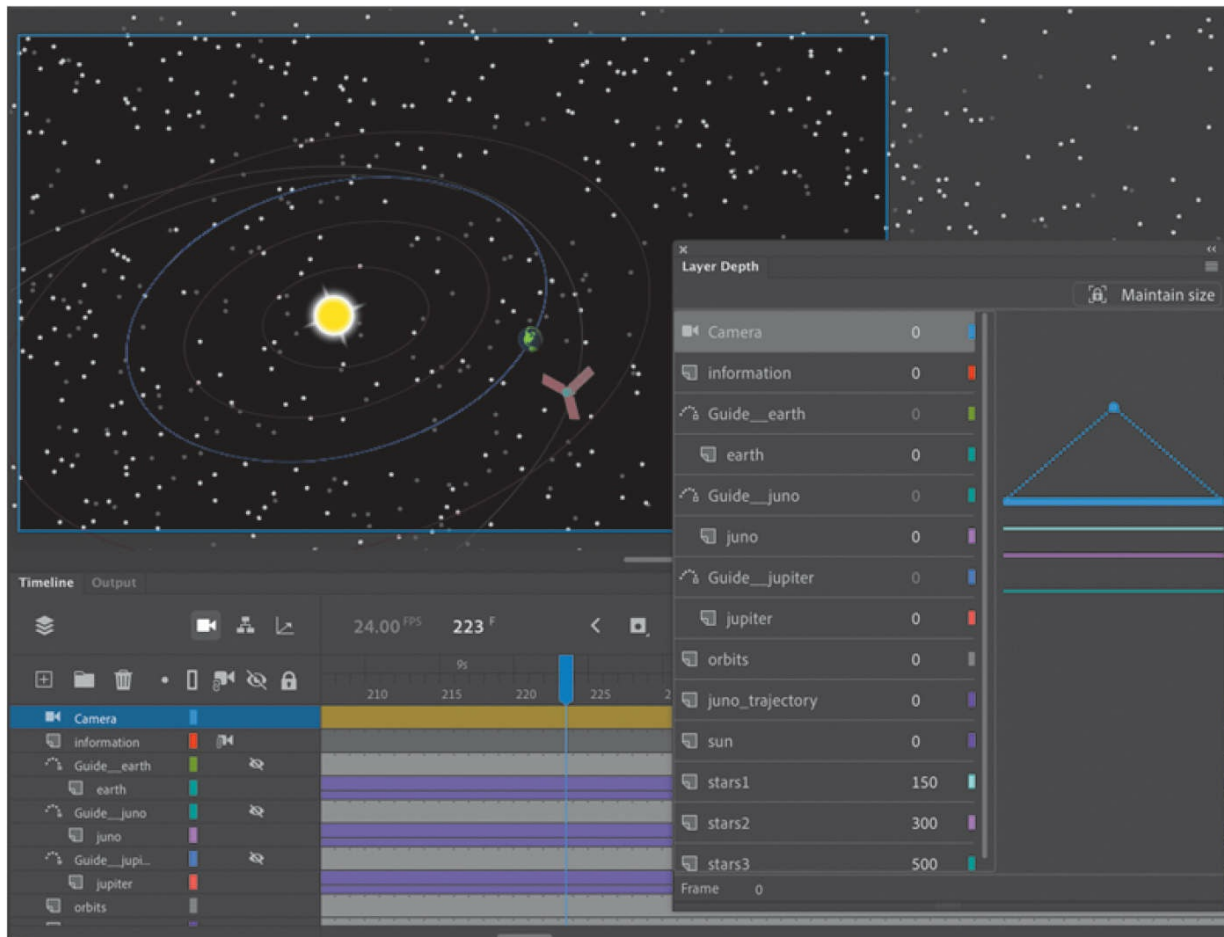 Layer Depth
Maintain size
Camera 0
information 0
Guide__earth 0
earth 0
Guide__juno 0
juno 0
Guide__jupiter 0
jupiter 0
orbits 0
juno_trajectory 0
sun 0
stars1 150
stars2 300
stars3 500
Frame 0
Timeline Output
24.00 FPS 223 F
9s
210 215 220 225 2
Camera
information
Guide__earth
earth
Guide__juno
juno
Guide__jupi...
jupiter
orbits